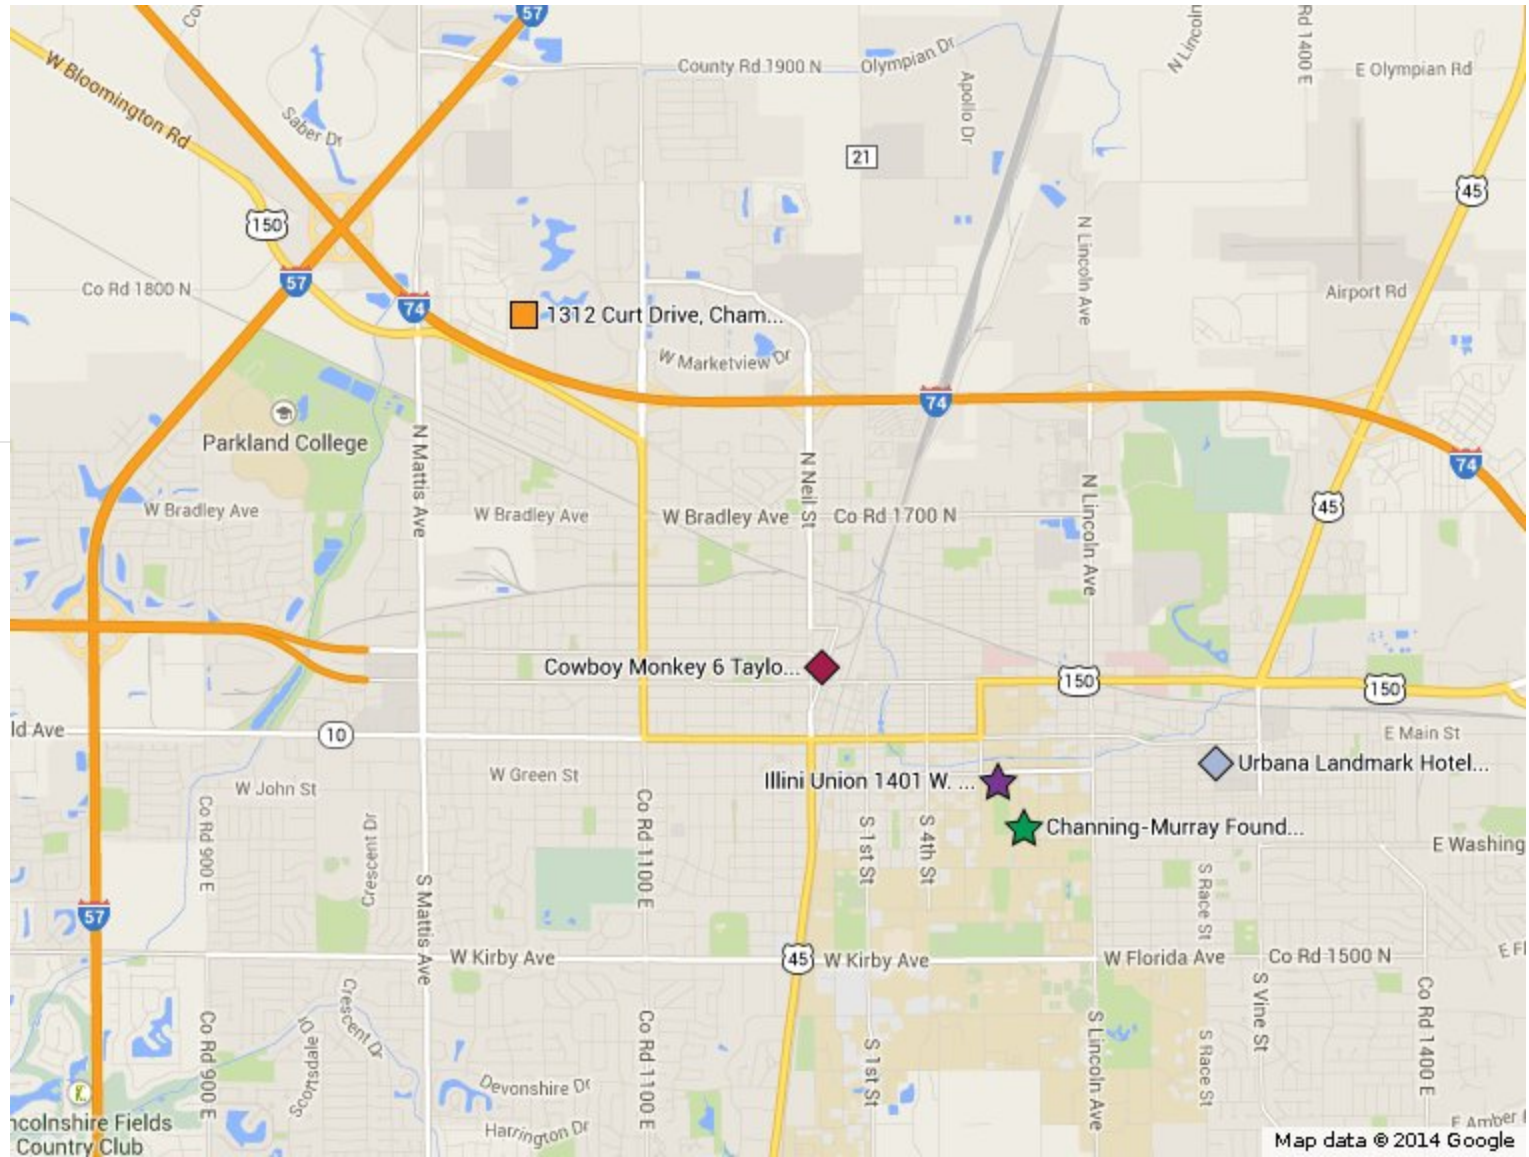 57
Co
W Bloomington Rd
County Rd 1900 N
Olympian Dr
N Lincoln
Rd 1400 E
E Olympian Rd
Saber Dr
Apollo Dr
21
45
150
N Lincoln Ave
57
Co Rd 1800 N
74
Airport Rd
1312 Curt Drive, Cham...
W Marketview Dr
74
Parkland College
N Mattis Ave
N Neil St
74
N Lincoln Ave
45
W Bradley Ave
W Bradley Ave
W Bradley Ave
Co Rd 1700 N
Cowboy Monkey 6 Taylo...
150
150
ld Ave
10
E Main St
Illini Union 1401 W. ...
Urbana Landmark Hotel...
W Green St
W John St
Co Rd 900 E
Crescent Dr
Co Rd 1100 E
S 1st St
S 4th St
Channing-Murray Found...
E Washing
S Race St
57
S Mattis Ave
W Kirby Ave
45
W Kirby Ave
W Florida Ave
Co Rd 1500 N
E Fl
Co Rd 900 E
Scottsdale Dr
Crescent Dr
Co Rd 1100 E
S 1st St
S Lincoln Ave
S Race St
S Vine St
Co Rd 1400 E
Devonshire Dr
Harrington Dr
ncolnshire Fields
Country Club
E Amber
Map data © 2014 Google